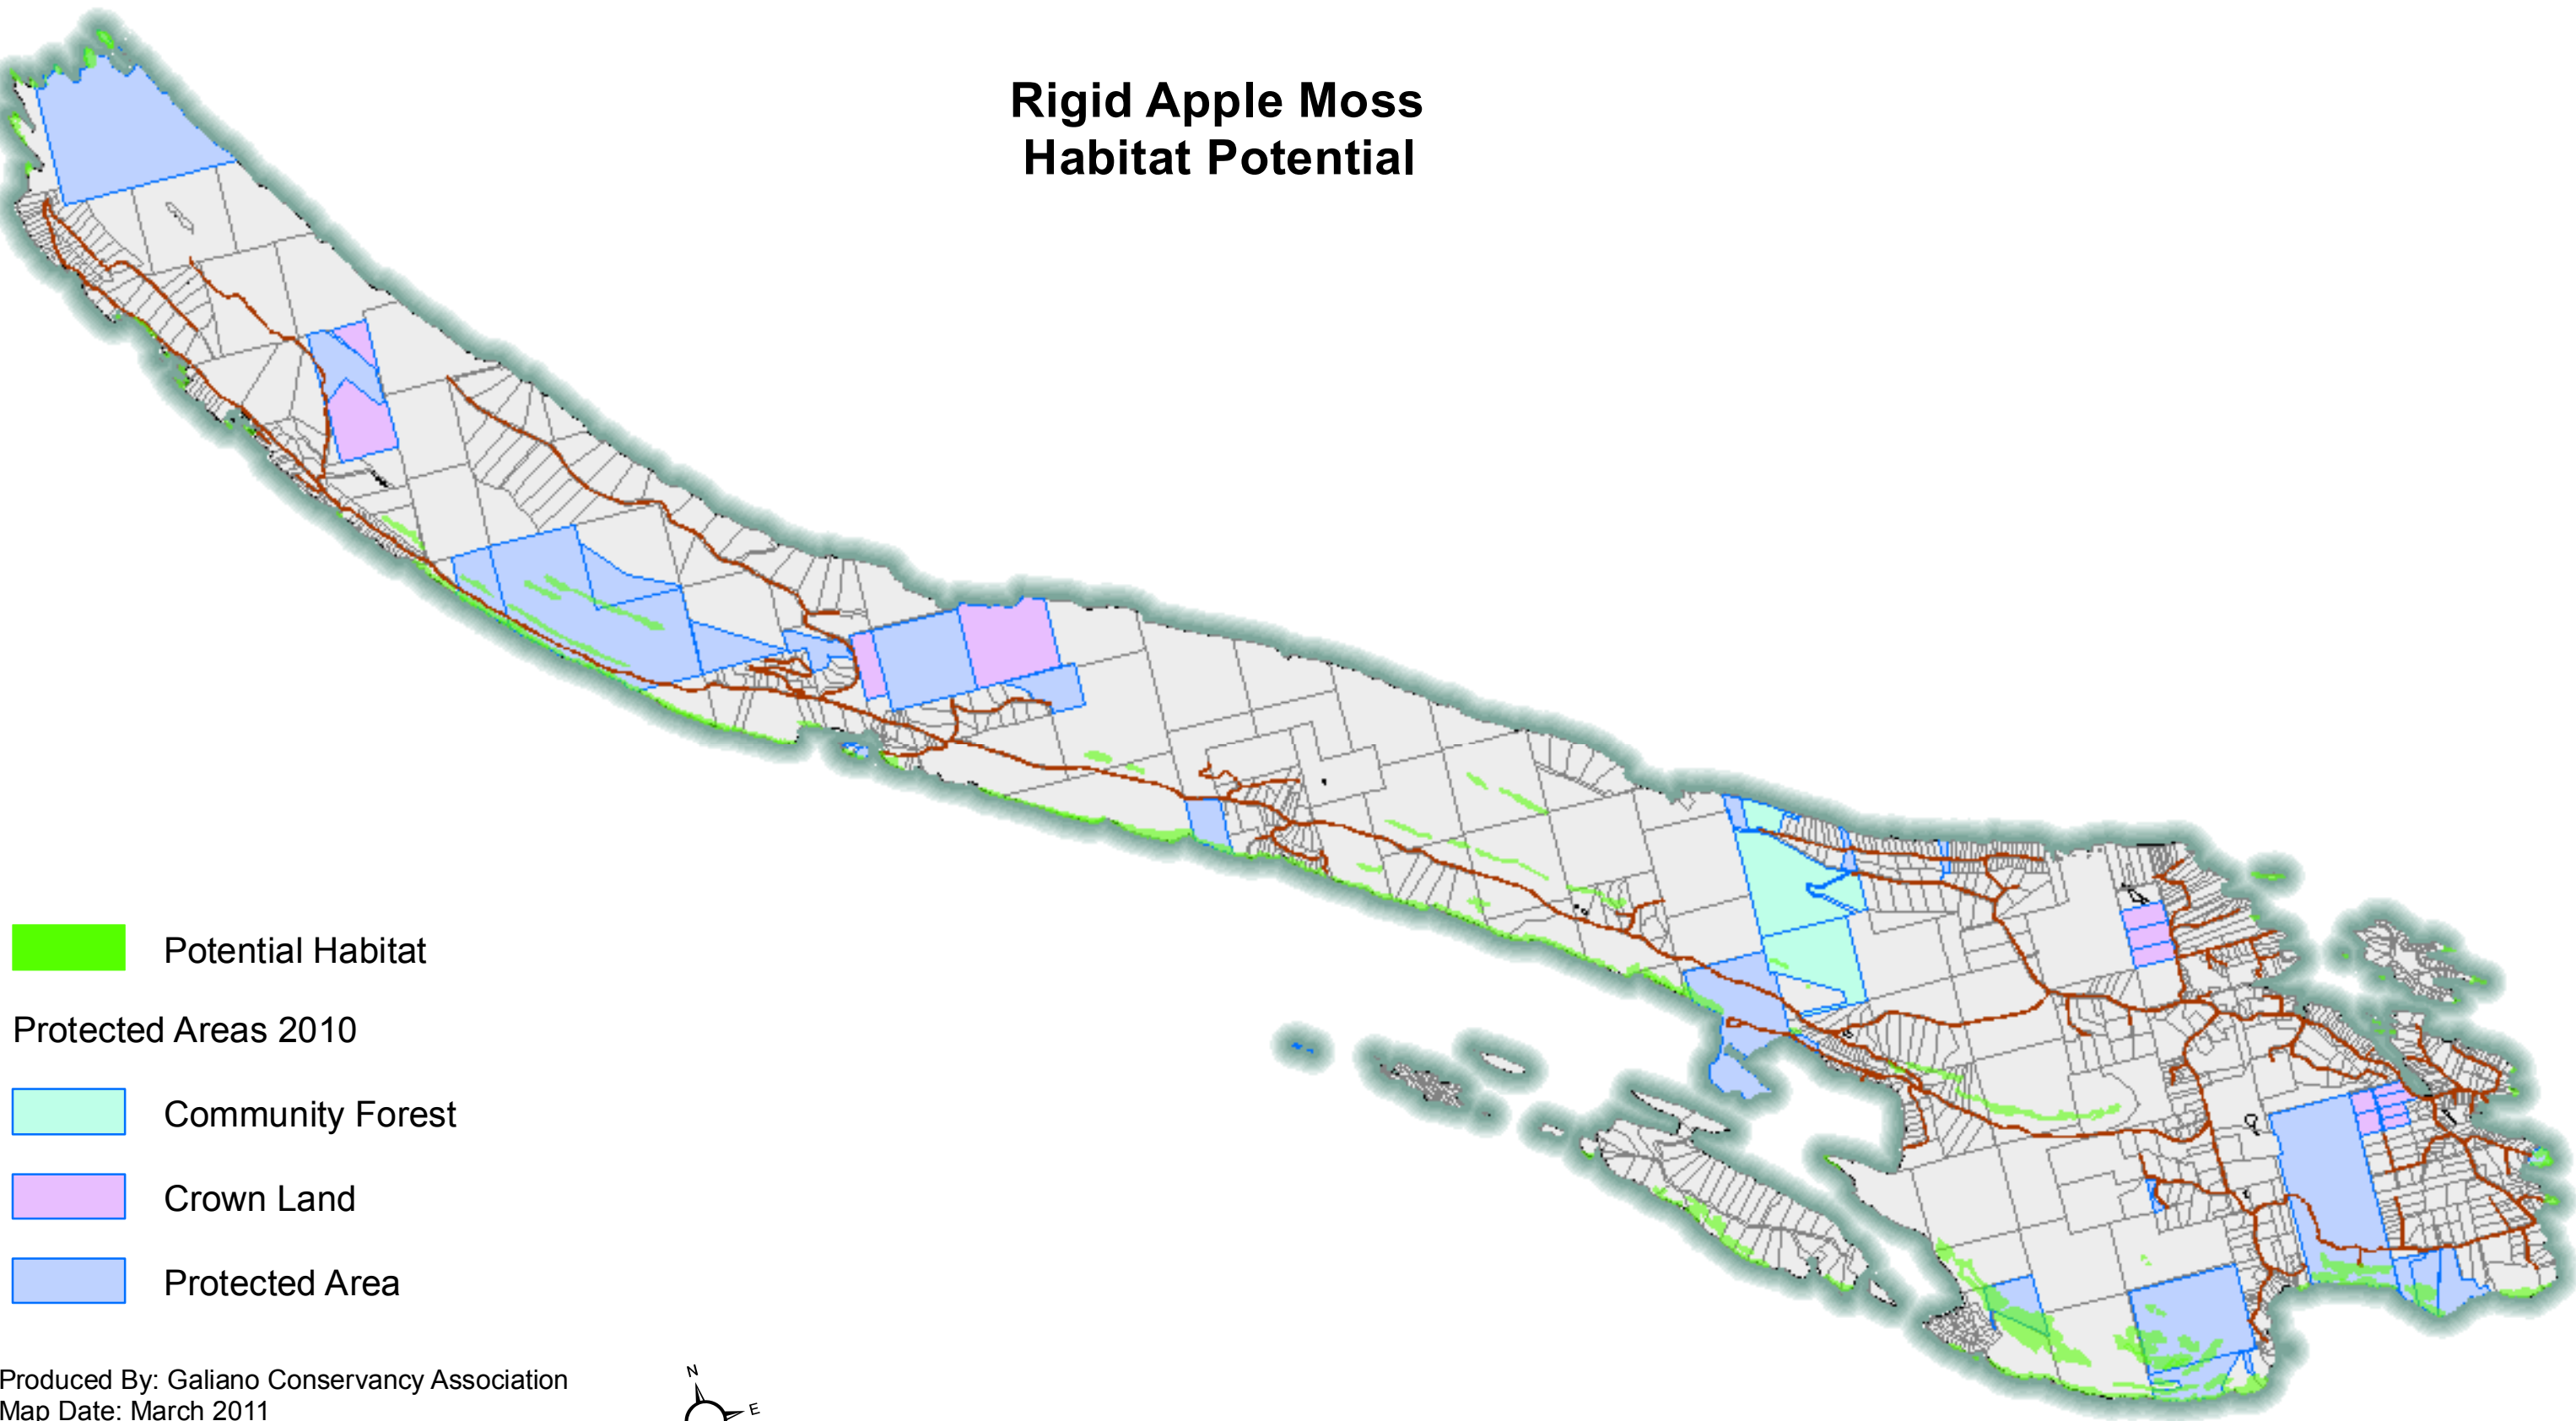 Rigid Apple Moss
Habitat Potential
Potential Habitat
Protected Areas 2010
Community Forest
Crown Land
Protected Area
Produced By: Galiano Conservancy Association
Map Date: March 2011
N
E